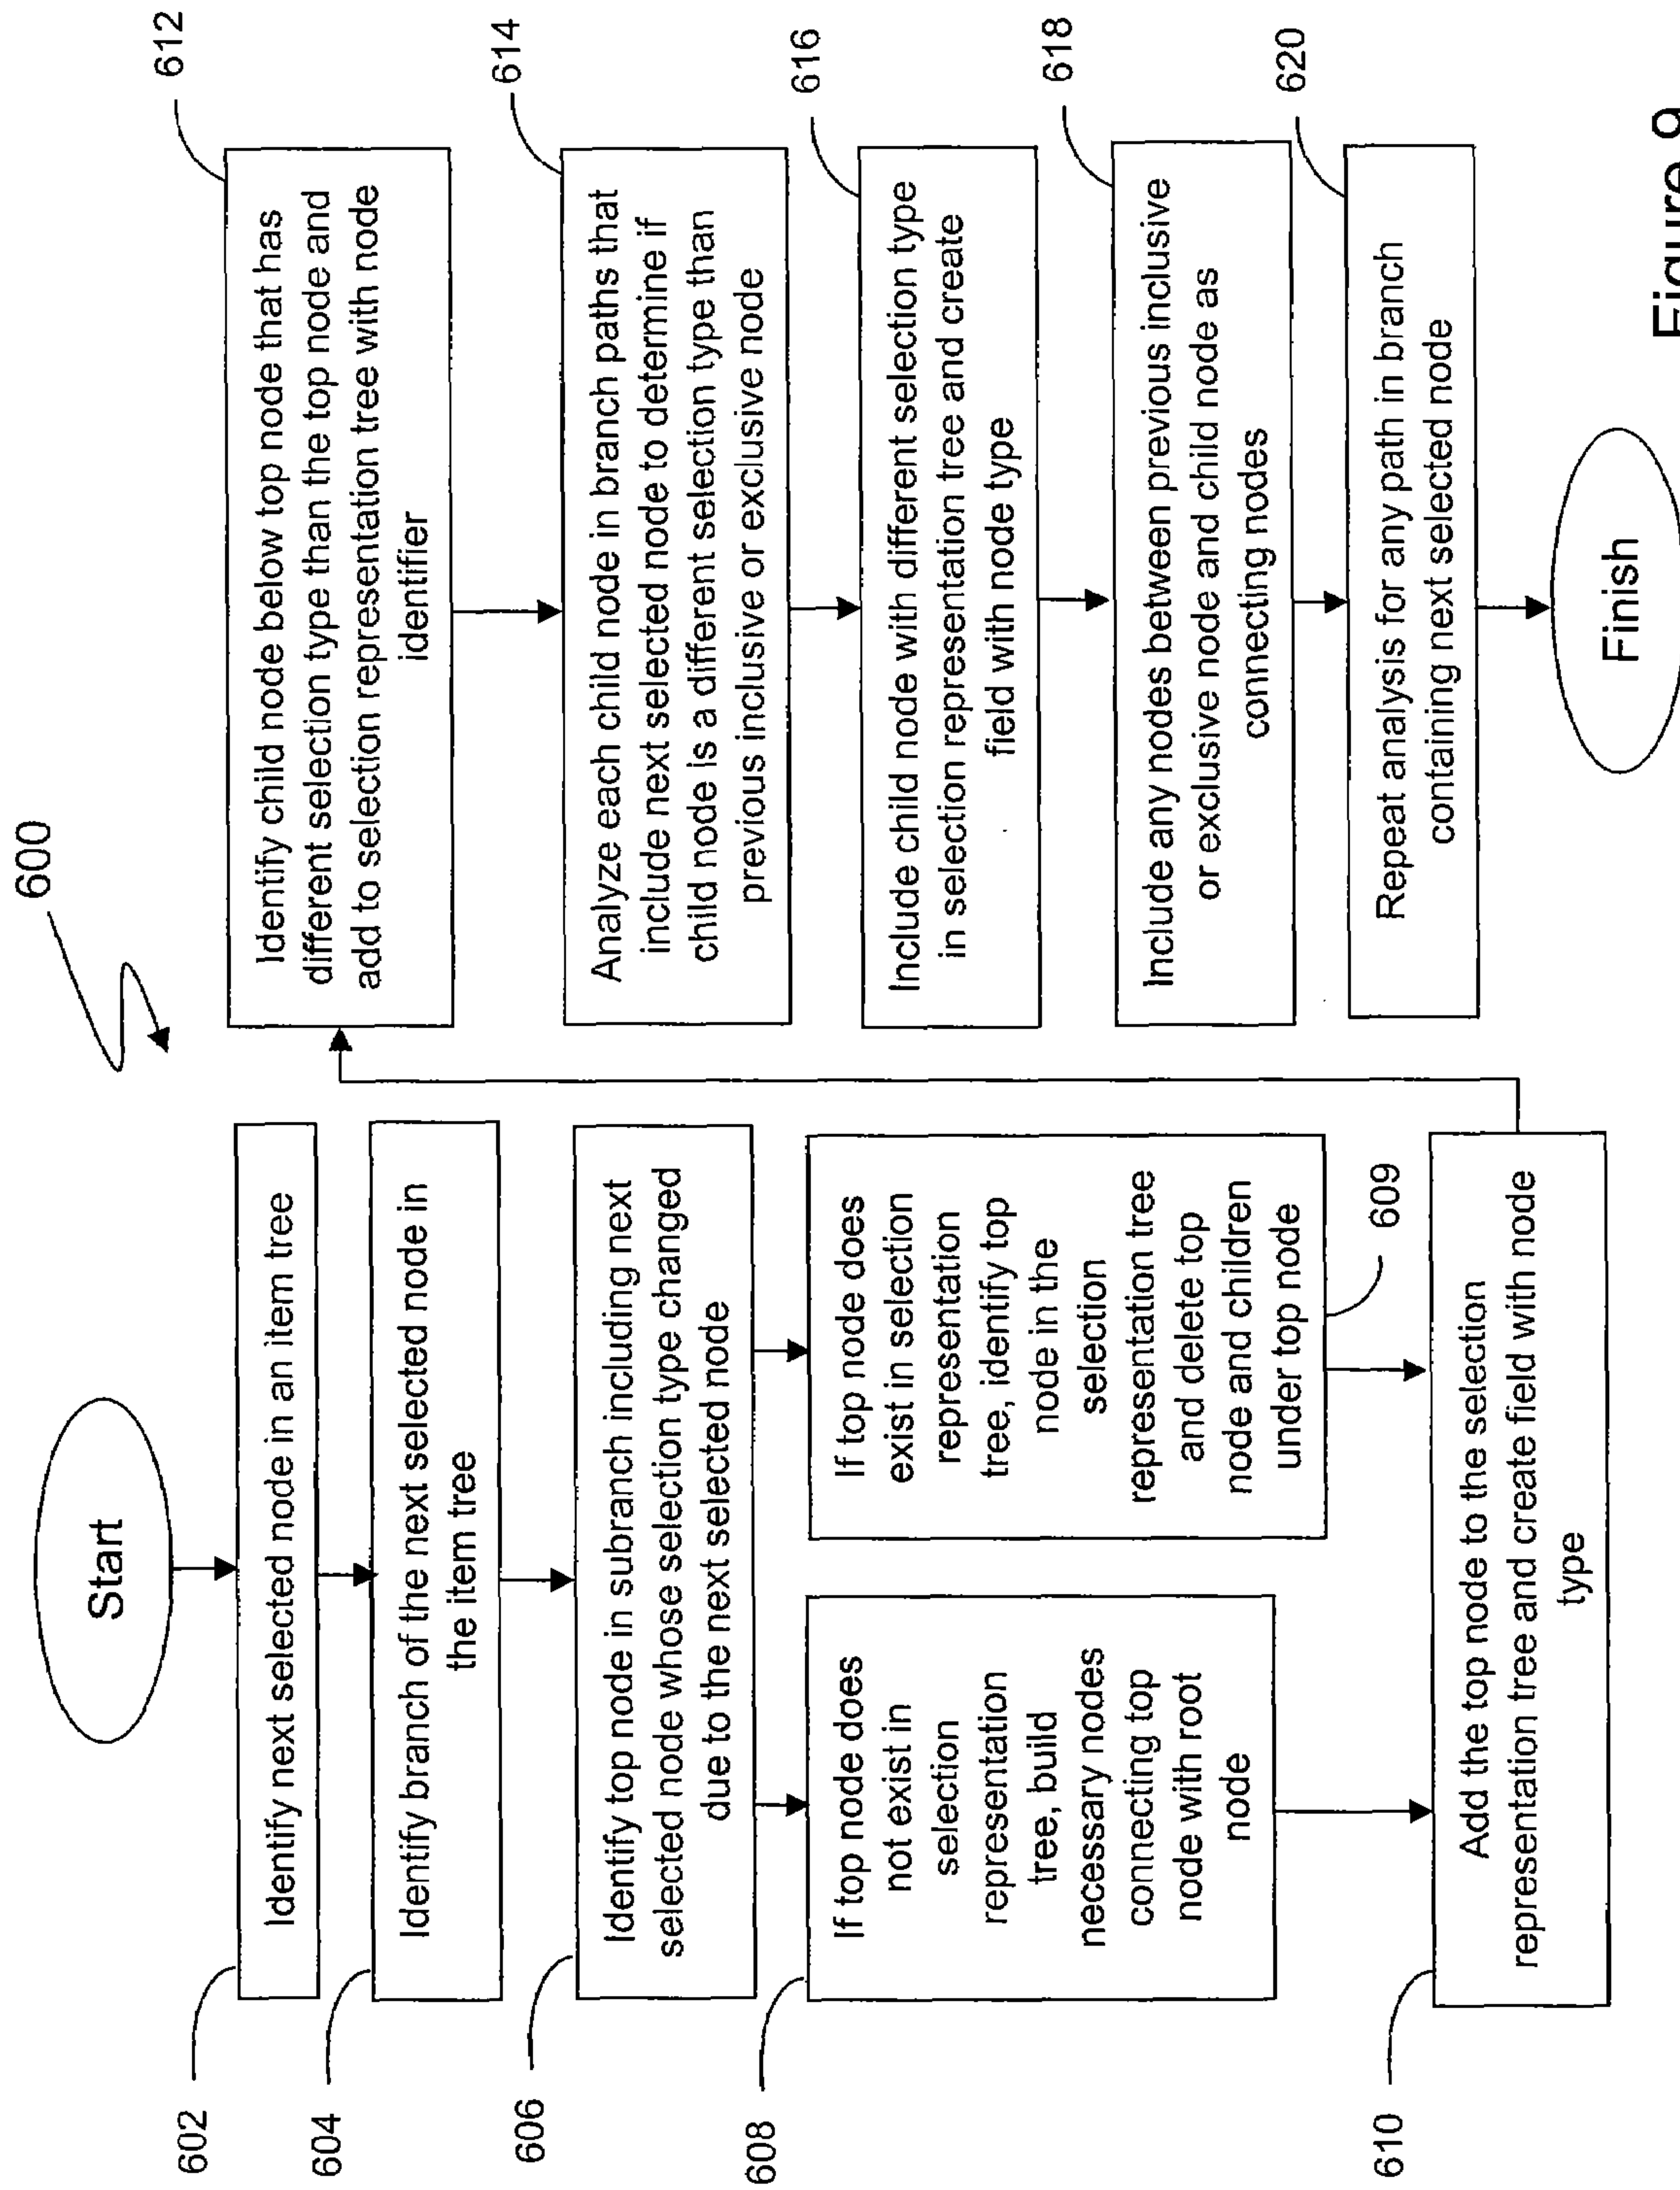 600
Start
602
Identify next selected node in an item tree
604
Identify branch of the next selected node in
the item tree
606
Identify top node in subbranch including next
selected node whose selection type changed
due to the next selected node
608
If top node does
not exist in
selection
representation
tree, build
necessary nodes
connecting top
node with root
node
If top node does
exist in selection
representation
tree, identify top
node in the
selection
representation tree
and delete top
node and children
under top node
609
610
Add the top node to the selection
representation tree and create field with node
type
612
Identify child node below top node that has
different selection type than the top node and
add to selection representation tree with node
identifier
614
Analyze each child node in branch paths that
include next selected node to determine if
child node is a different selection type than
previous inclusive or exclusive node
616
Include child node with different selection type
in selection representation tree and create
field with node type
618
Include any nodes between previous inclusive
or exclusive node and child node as
connecting nodes
620
Repeat analysis for any path in branch
containing next selected node
Finish
Figure 9